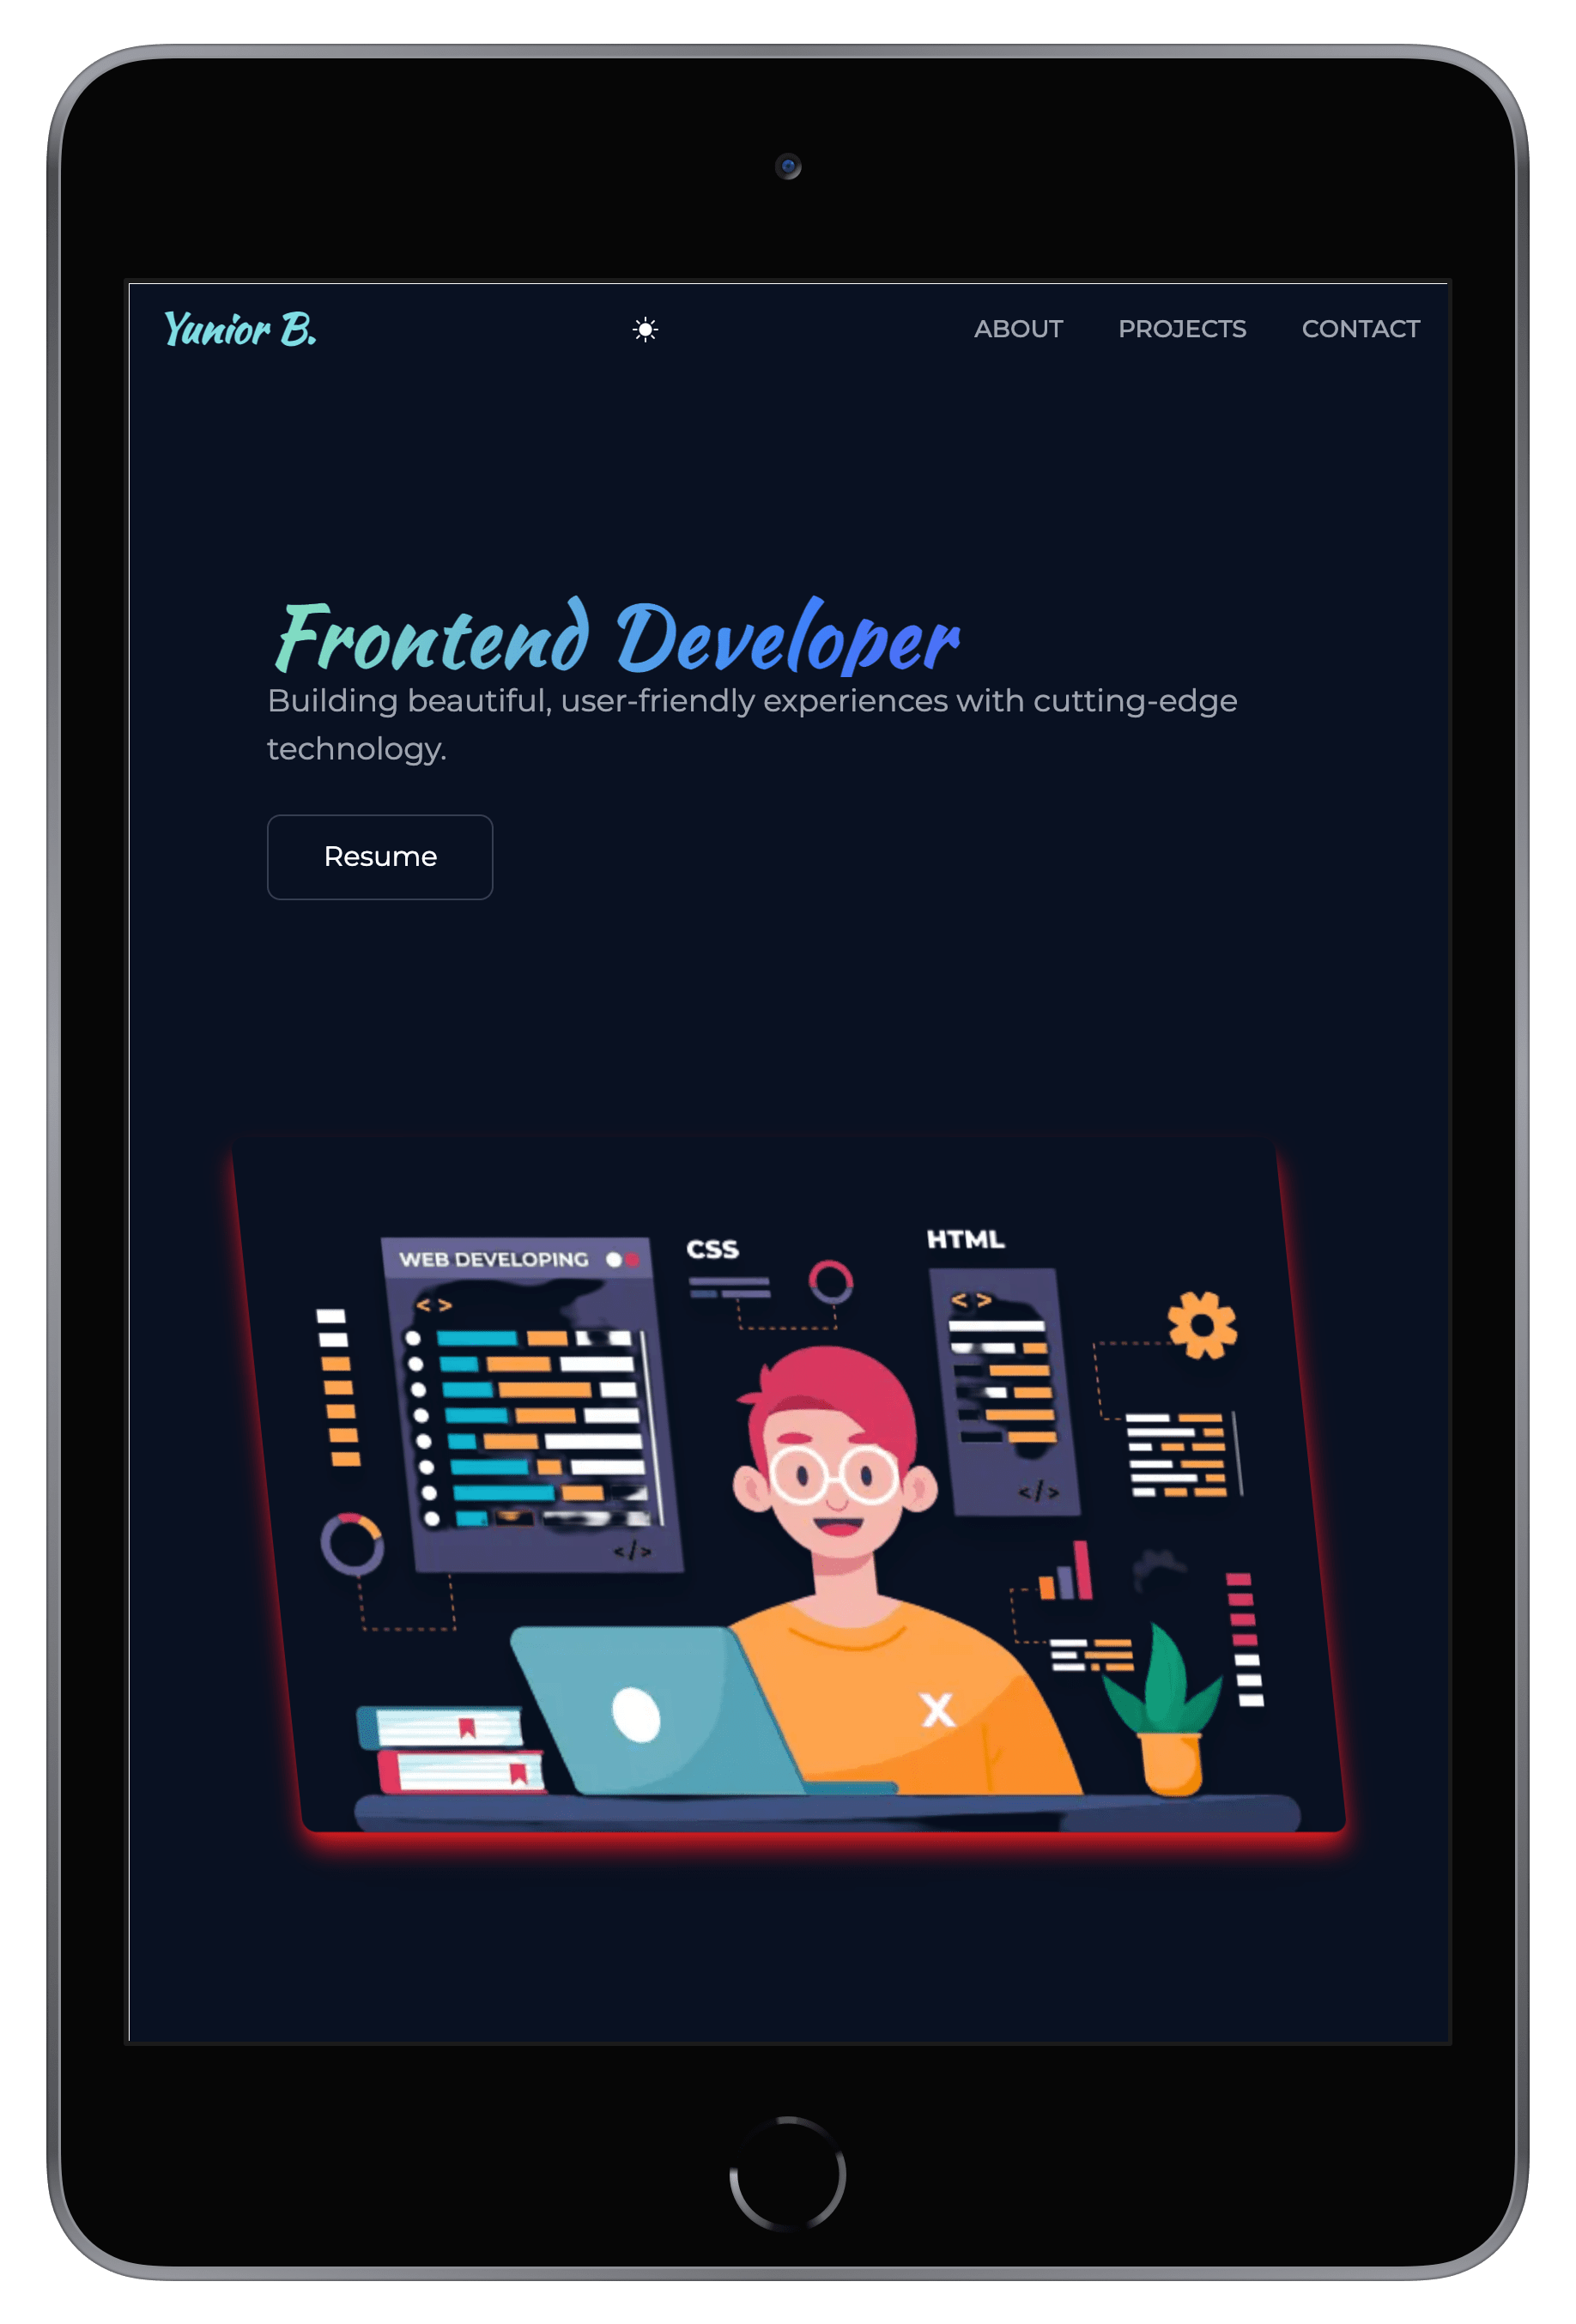 Yunior B.
ABOUT PROJECTS CONTACT
Frontend Developer
Building beautiful, user-friendly experiences with cutting-edge
technology.
Resume
WEB DEVELOPING
CSS
HTML
< >
< >
</>
</>
X